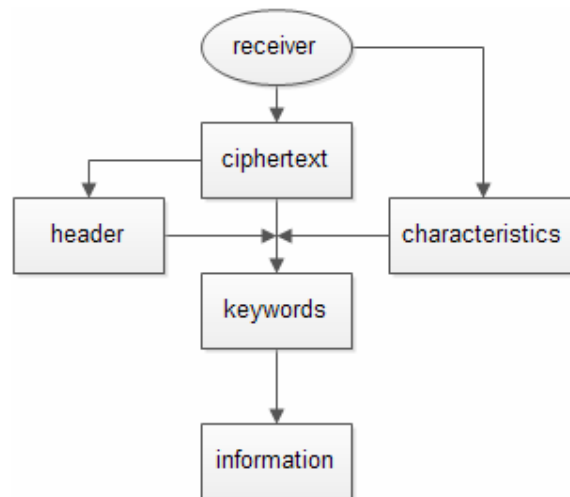 receiver
ciphertext
header
characteristics
keywords
information